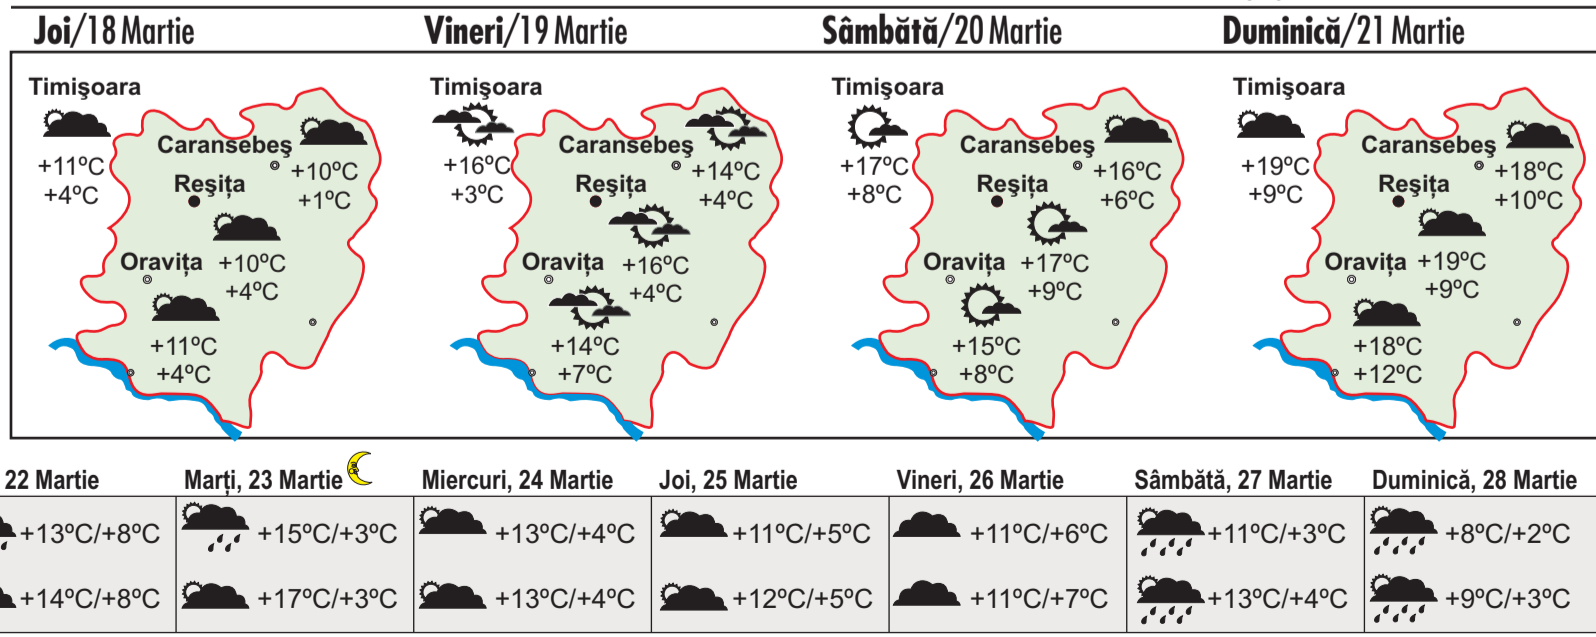 Joi/18 Martie
Vineri/19 Martie
Sâmbătă/20 Martie
Duminică/21 Martie
Timişoara
+11ºC
+4ºC
Caransebeş
+10ºC
+1ºC
Reşiţa
+10ºC
+4ºC
Oraviţa
+11ºC
+4ºC
Timişoara
+16ºC
+3ºC
Caransebeş
+14ºC
+4ºC
Reşiţa
+16ºC
+4ºC
Oraviţa
+14ºC
+7ºC
Timişoara
+17ºC
+8ºC
Caransebeş
+16ºC
+6ºC
Reşiţa
+17ºC
+9ºC
Oraviţa
+15ºC
+8ºC
Timişoara
+19ºC
+9ºC
Caransebeş
+18ºC
+10ºC
Reşiţa
+19ºC
+9ºC
Oraviţa
+18ºC
+12ºC
22 Martie
Marţi, 23 Martie
Miercuri, 24 Martie
Joi, 25 Martie
Vineri, 26 Martie
Sâmbătă, 27 Martie
Duminică, 28 Martie
+13ºC/+8ºC
+15ºC/+3ºC
+13ºC/+4ºC
+11ºC/+5ºC
+11ºC/+6ºC
+11ºC/+3ºC
+8ºC/+2ºC
+14ºC/+8ºC
+17ºC/+3ºC
+13ºC/+4ºC
+12ºC/+5ºC
+11ºC/+7ºC
+13ºC/+4ºC
+9ºC/+3ºC